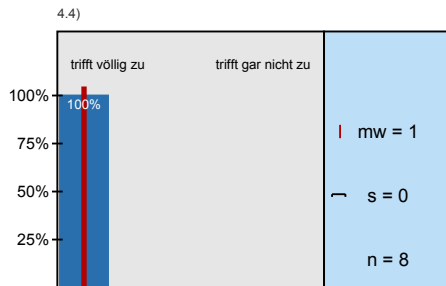 4.4)
trifft völlig zu trifft gar nicht zu
100%
100%
75%
50%
25%
mw = 1
s = 0
n = 8